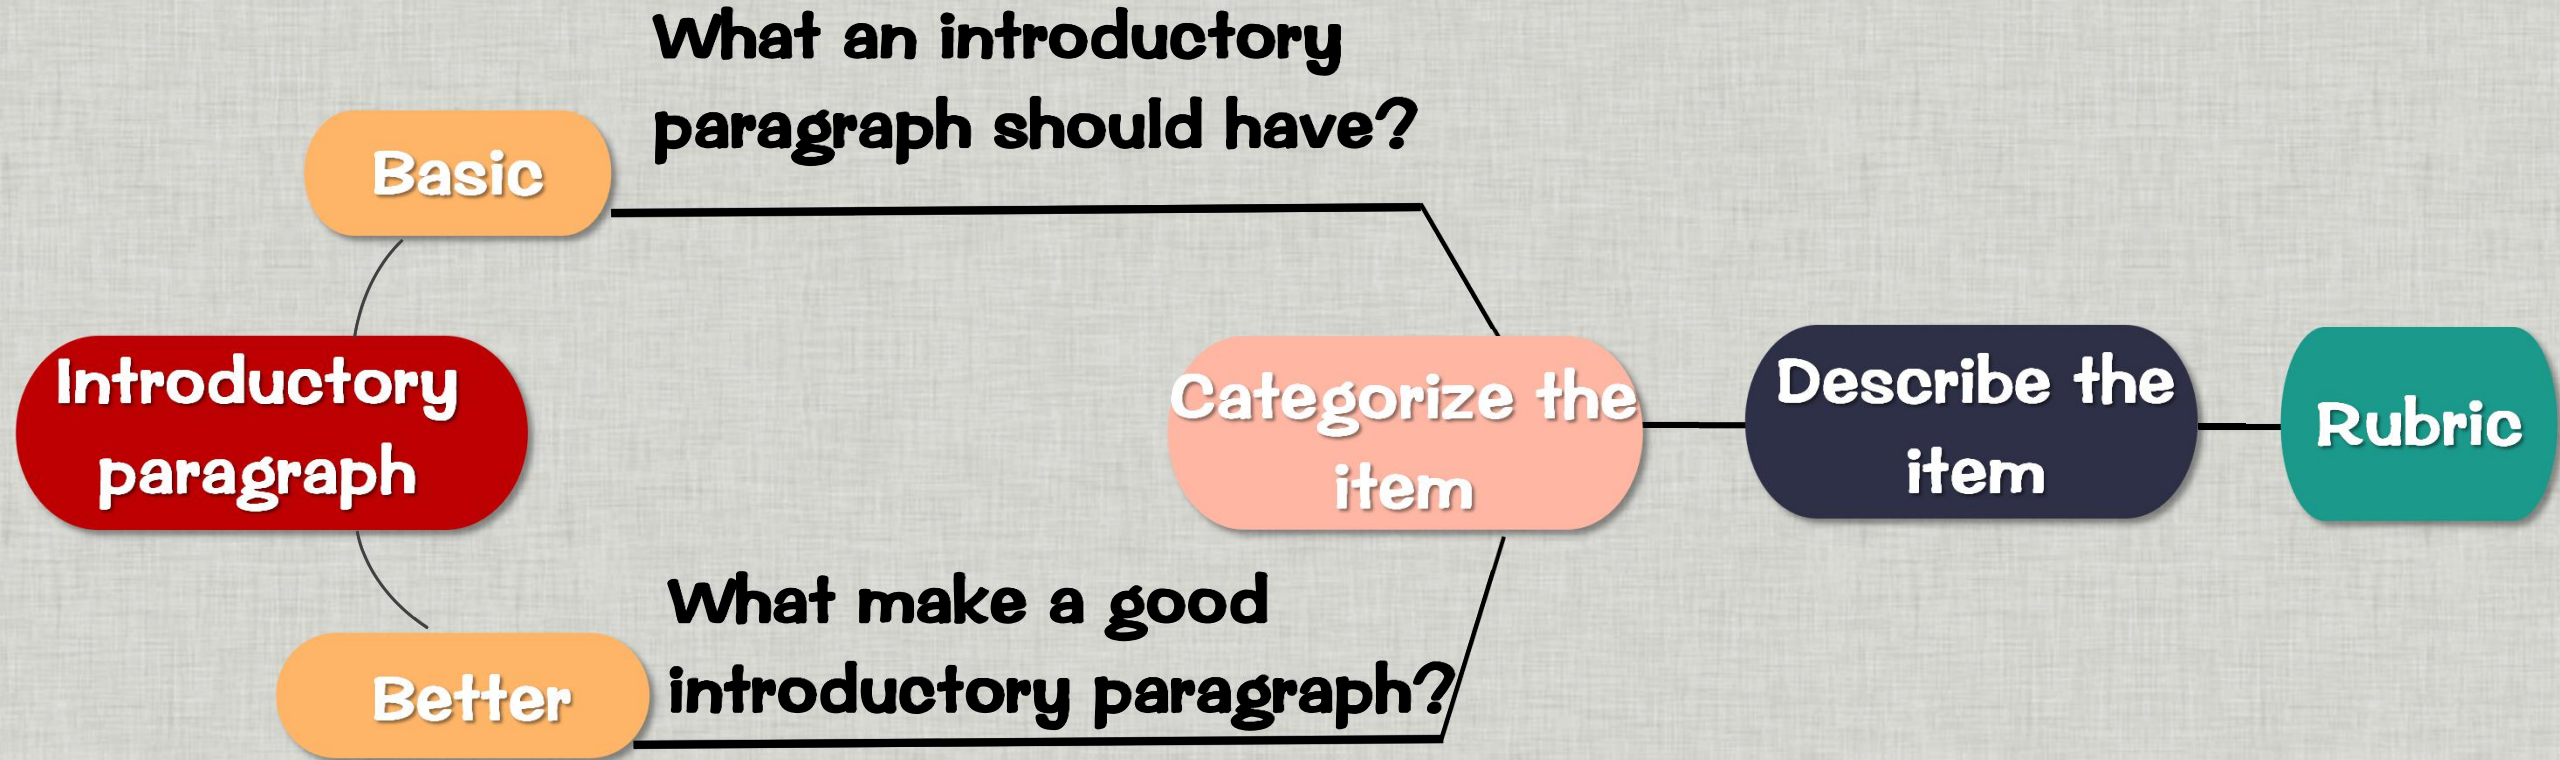 What an introductory
paragraph should have?
Basic
Introductory
paragraph
Categorize the
item
Describe the
item
Rubric
What make a good
introductory paragraph?
Better